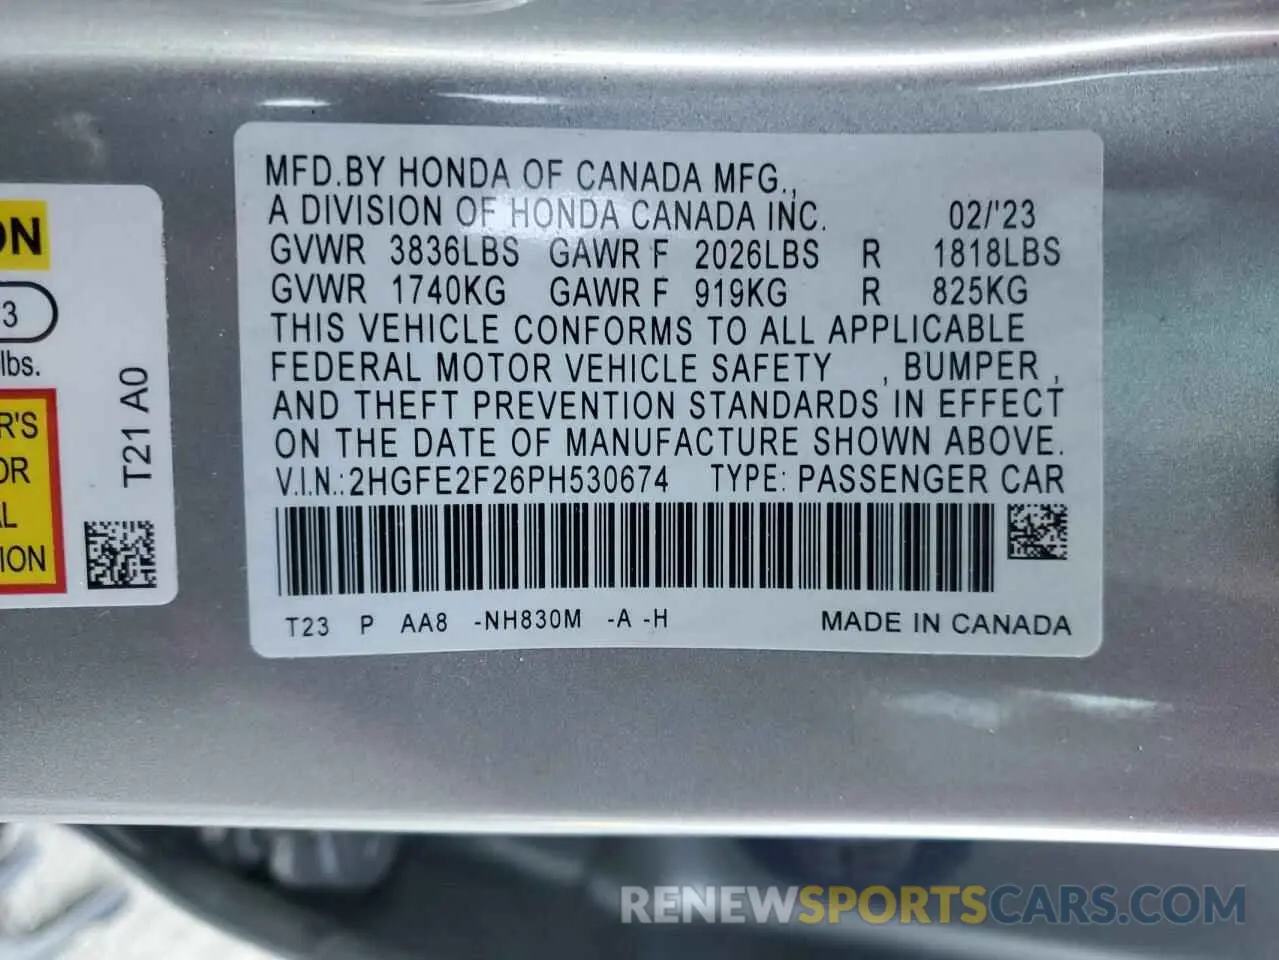 MFD.BY HONDA OF CANADA MFG.,
A DIVISION OF HONDA CANADA INC. 02/'23
GVWR 3836LBS GAWR F 2026LBS R 1818LBS
GVWR 1740KG GAWR F 919KG R 825KG
THIS VEHICLE CONFORMS TO ALL APPLICABLE
FEDERAL MOTOR VEHICLE SAFETY , BUMPER ,
AND THEFT PREVENTION STANDARDS IN EFFECT
ON THE DATE OF MANUFACTURE SHOWN ABOVE.
V.I.N.: 2HGFE2F26PH530674 TYPE: PASSENGER CAR
T23 P AA8 -NH830M -A -H MADE IN CANADA
ON
3
lbs.
R'S
OR
AL
ION
T21 A0
RENEWSPORTSCARS.COM